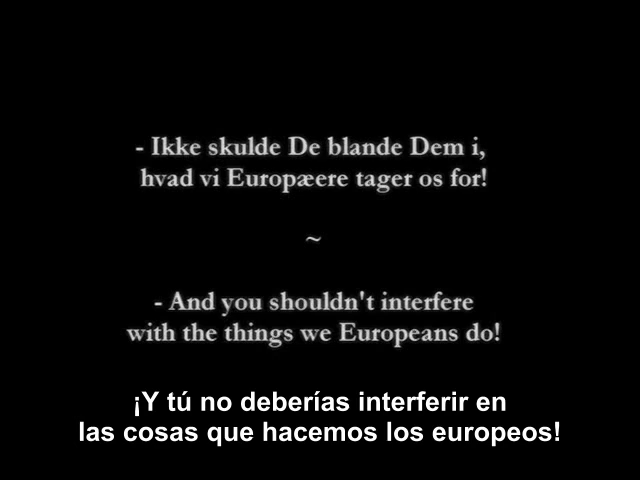 - Ikke skulde De blande Dem i,
hvad vi Europæere tager os for!
~
- And you shouldn't interfere
with the things we Europeans do!
¡Y tú no deberías interferir en
las cosas que hacemos los europeos!